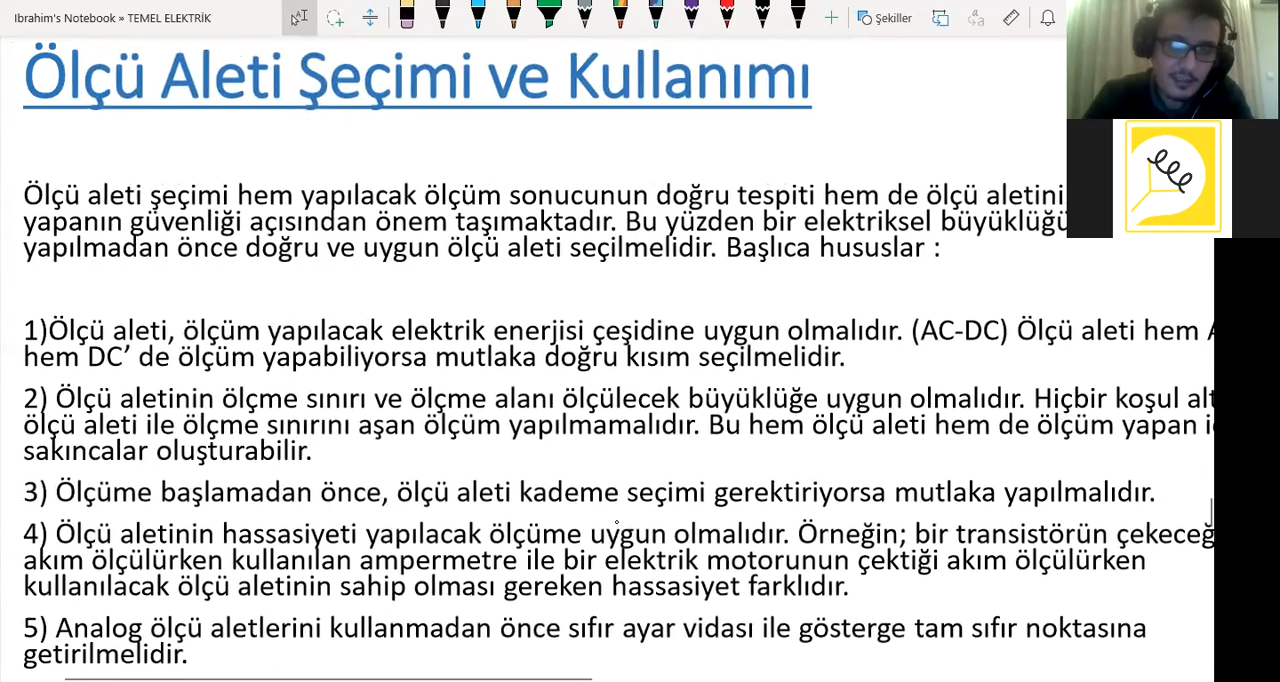 Ibrahim's Notebook » TEMEL ELEKTRİK
Şekiller
Ölçü Aleti Seçimi ve Kullanımı
Ölçü aleti seçimi hem yapılacak ölçüm sonucunun doğru tespiti hem de ölçü
yapanın güvenliği açısından önem taşımaktadır. Bu yüzden bir elektriksel
yapılmadan önce doğru ve uygun ölçü aleti seçilmelidir. Başlıca hususlar :
1)Ölçü aleti, ölçüm yapılacak elektrik enerjisi çeşidine uygun olmalıdır. (AC-DC) Ölçü aleti hem
hem DC’ de ölçüm yapabiliyorsa mutlaka doğru kısım seçilmelidir.
2) Ölçü aletinin ölçme sınırı ve ölçme alanı ölçülecek büyüklüğe uygun olmalıdır. Hiçbir koşul
ölçü aleti ile ölçme sınırını aşan ölçüm yapılmamalıdır. Bu hem ölçü aleti hem de ölçüm yapan
sakıncalar oluşturabilir.
3) Ölçüme başlamadan önce, ölçü aleti kademe seçimi gerektiriyorsa mutlaka yapılmalıdır.
4) Ölçü aletinin hassasiyeti yapılacak ölçüme uygun olmalıdır. Örneğin; bir transistörün
akım ölçülürken kullanılan ampermetre ile bir elektrik motorunun çektiği akım ölçülürken
kullanılacak ölçü aletinin sahip olması gereken hassasiyet farklıdır.
5) Analog ölçü aletlerini kullanmadan önce sıfır ayar vidası ile gösterge tam sıfır noktasına
getirilmelidir.